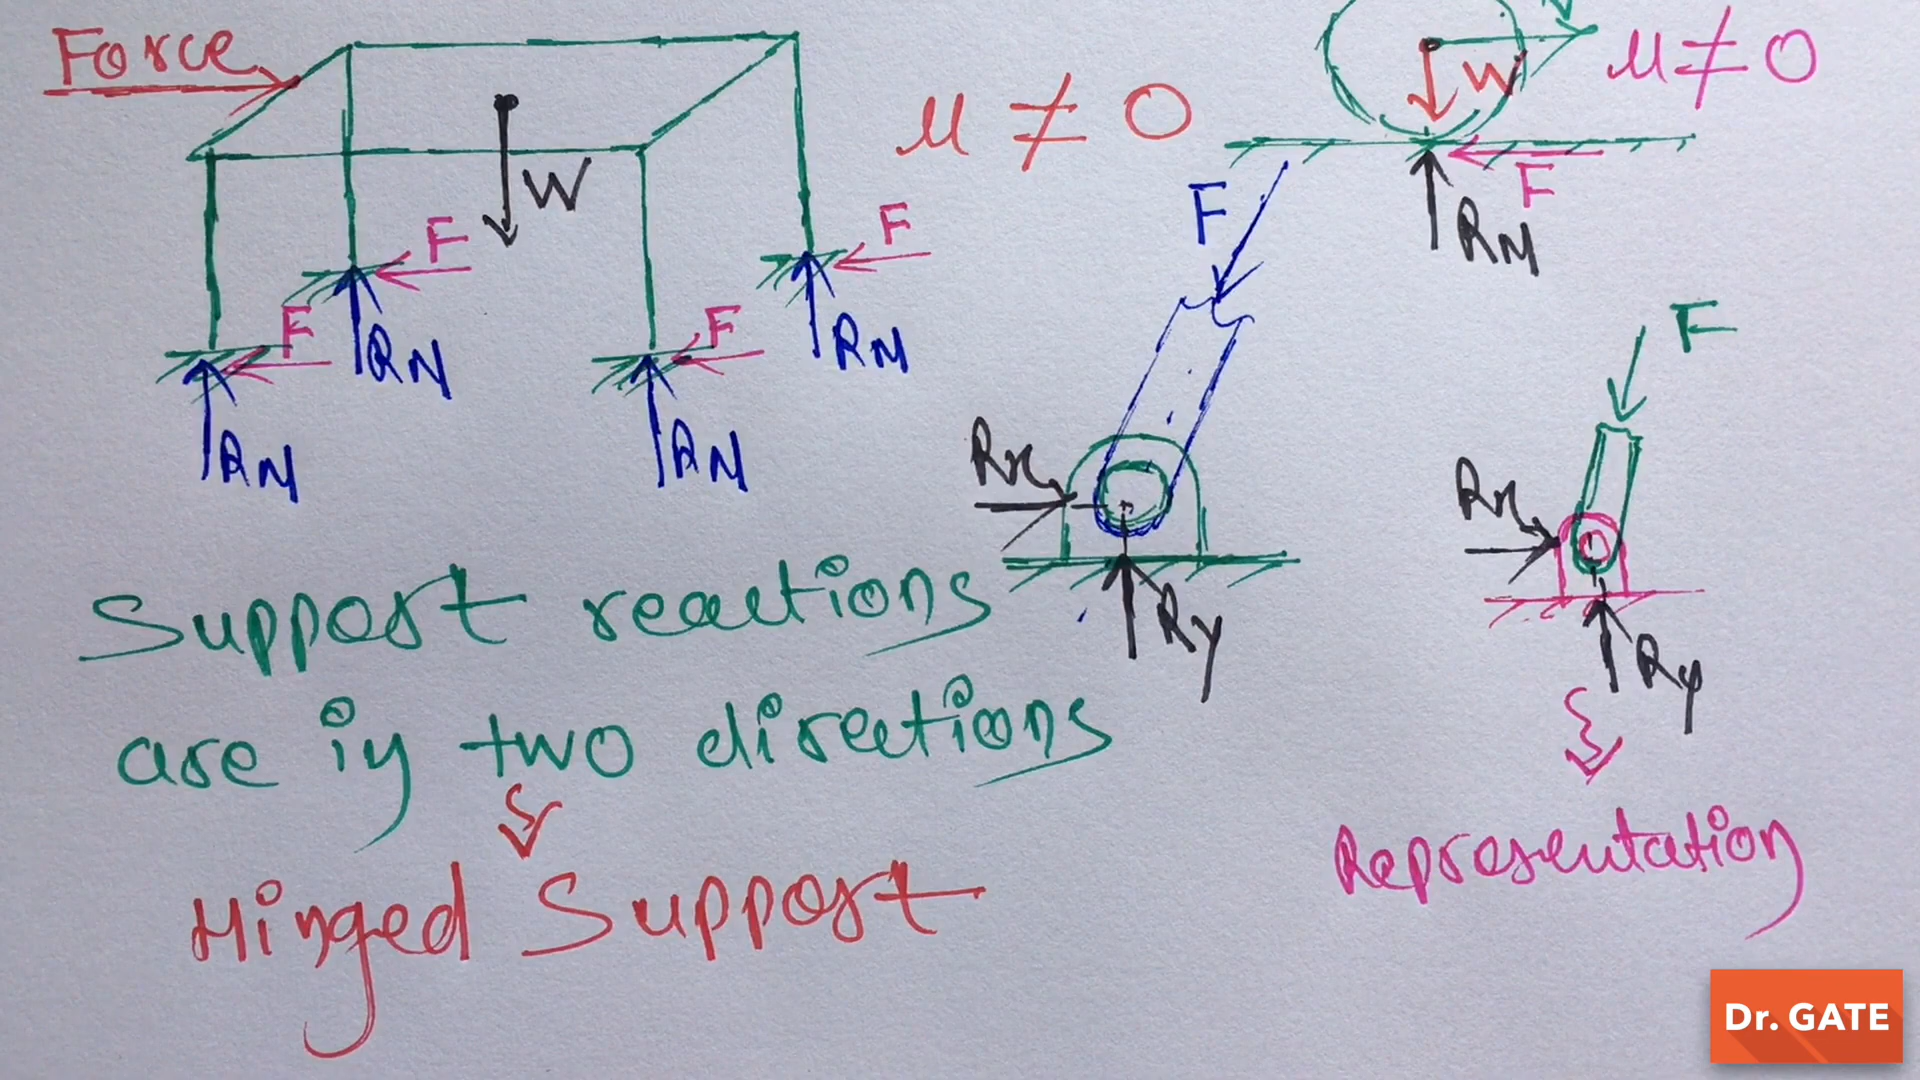 Force
W
μ ≠ 0
F
F
F
F
RN
RN
RN
RN
W
μ ≠ 0
F
RN
F
Rx
Ry
F
Rx
Ry
Support reactions
are in two directions
Hinged Support
Representation
Dr. GATE